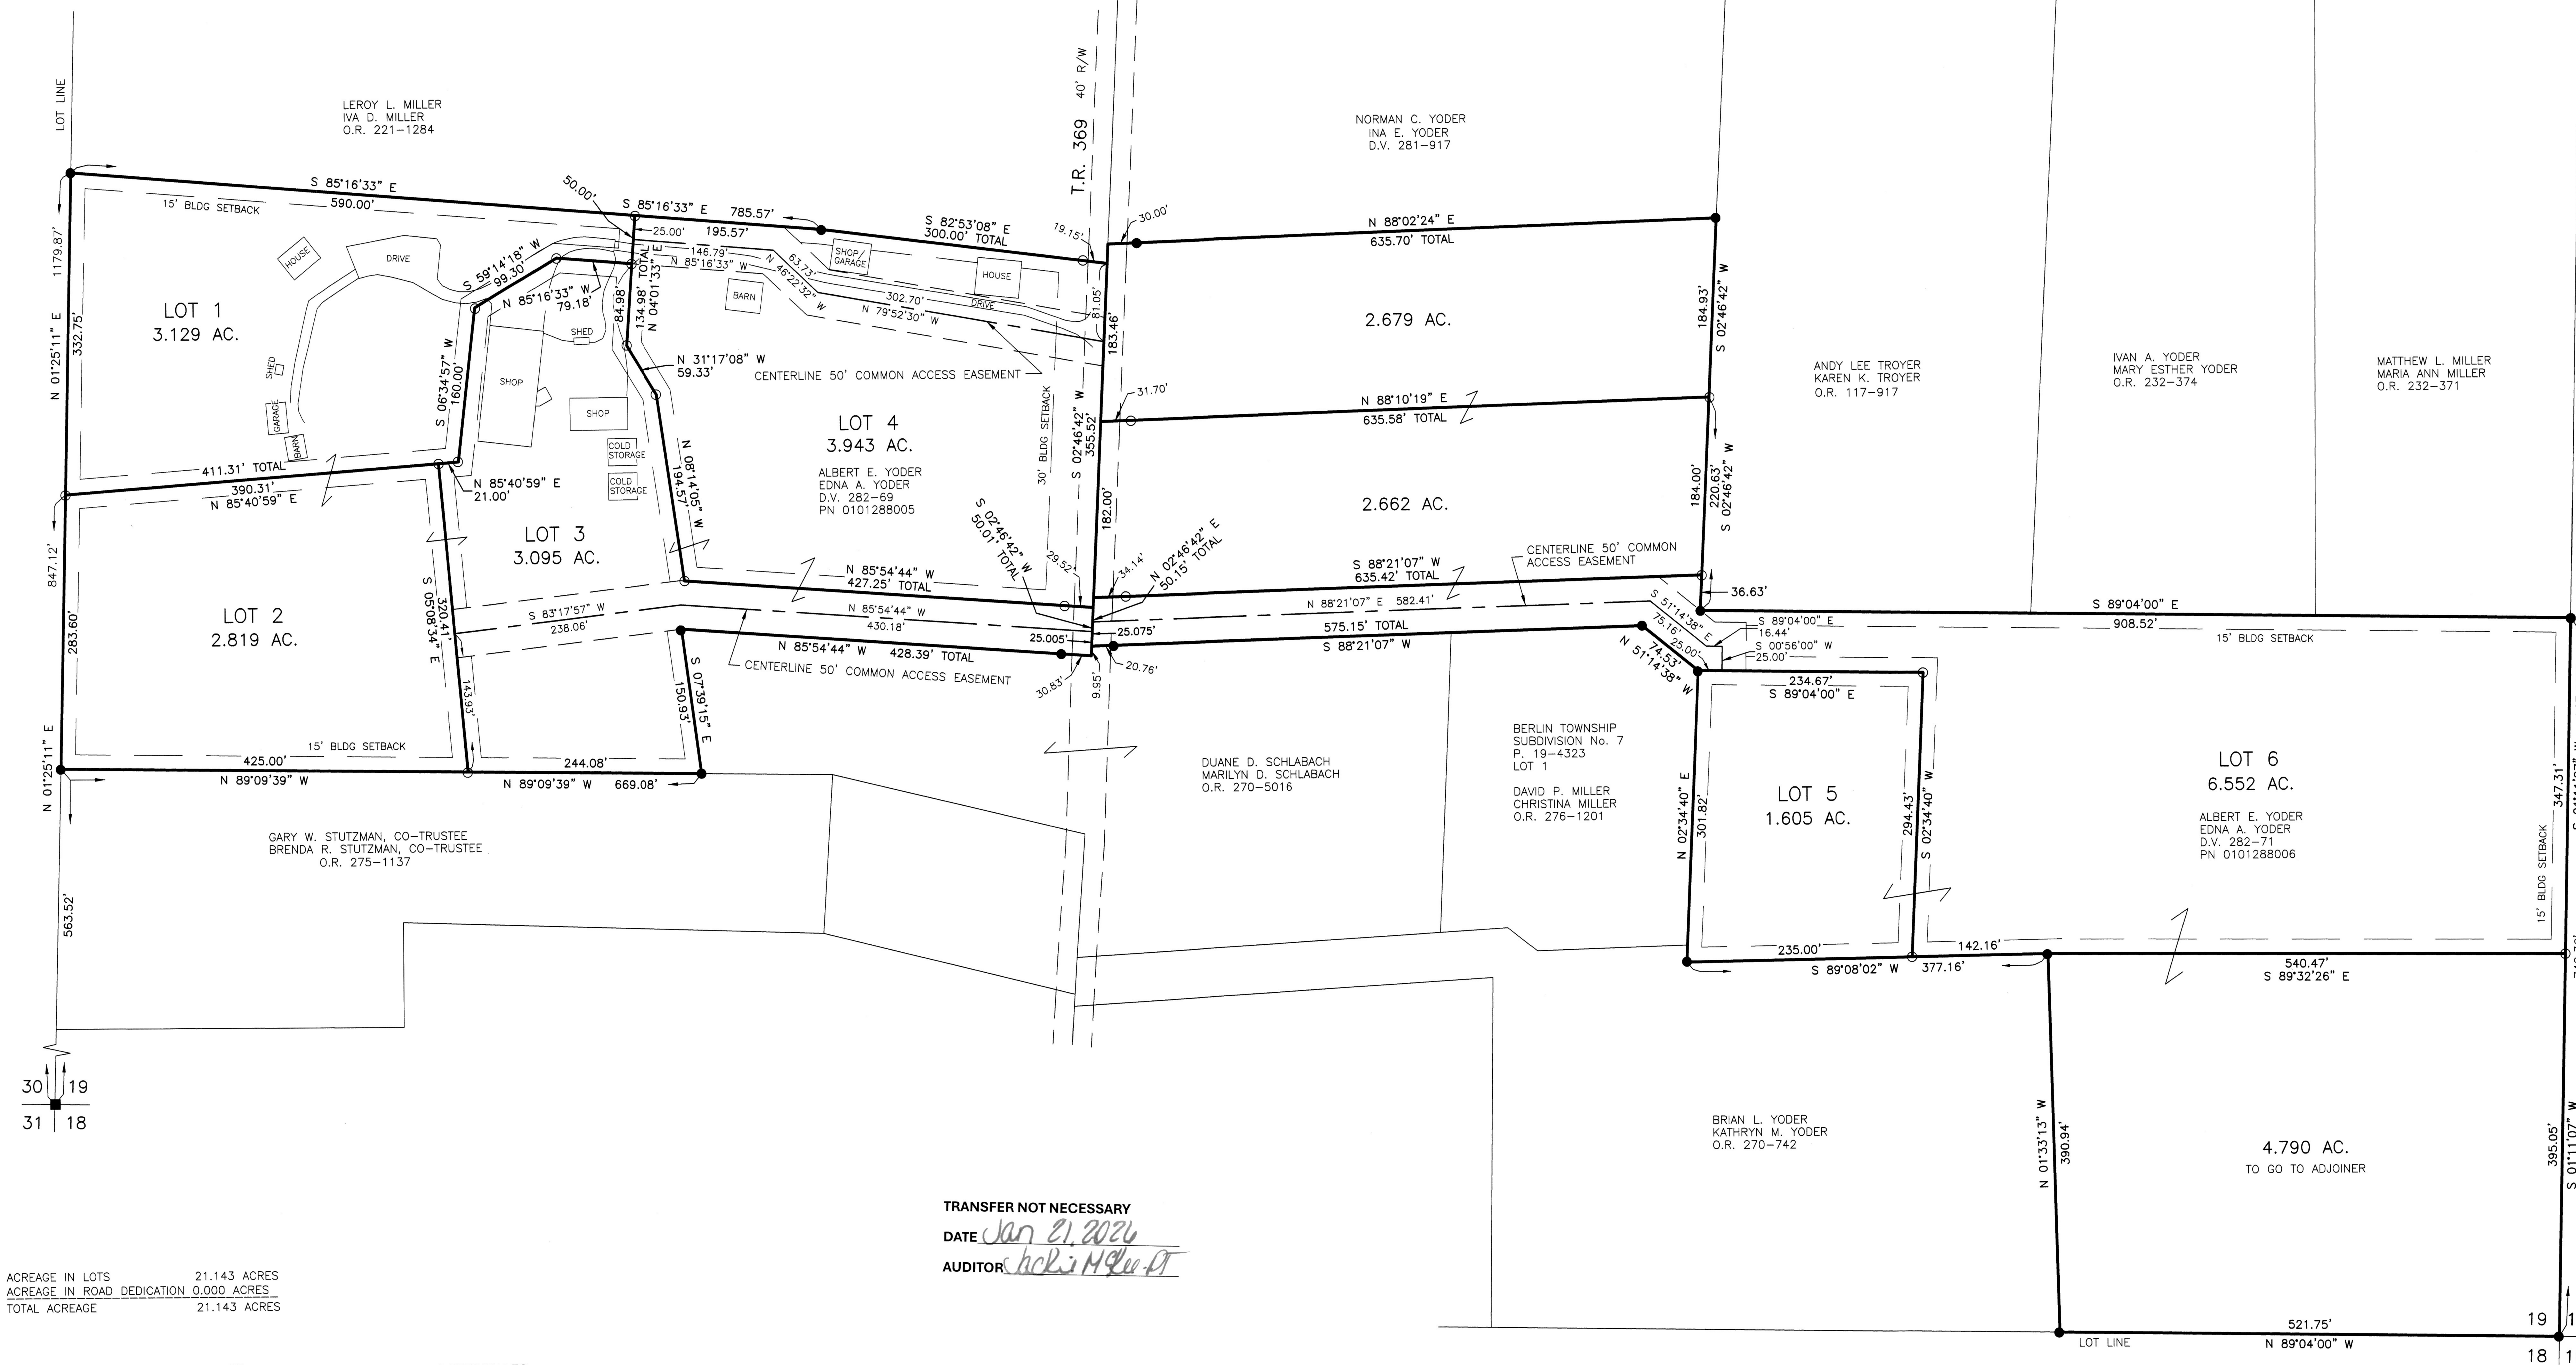 LOT LINE
LEROY L. MILLER
IVA D. MILLER
O.R. 221-1284
T.R. 369 40' R/W
NORMAN C. YODER
INA E. YODER
D.V. 281-917
S 85°16'33" E
590.00'
15' BLDG SETBACK
50.00'
S 85°16'33" E 785.57'
195.57'
25.00'
S 82°53'08" E
300.00' TOTAL
19.15'
30.00'
N 88°02'24" E
635.70' TOTAL
1179.87'
N 01°25'11" E
332.75'
HOUSE
DRIVE
S 59°14'18" W
99.30'
N 85°16'33" W
79.18'
84.98'
134.98' TOTAL
N 04°01'33" E
146.79'
N 85°16'33" W
63.73'
N 46°22'32" W
SHOP/
GARAGE
HOUSE
DRIVE
BARN
302.70'
N 79°52'30" W
81.05'
183.46'
LOT 1
3.129 AC.
SHED
GARAGE
BARN
S 06°34'57" W
160.00'
SHED
SHOP
SHOP
COLD
STORAGE
COLD
STORAGE
N 31°17'08" W
59.33'
CENTERLINE 50' COMMON ACCESS EASEMENT
2.679 AC.
184.93'
S 02°46'42" W
31.70'
N 88°10'19" E
635.58' TOTAL
LOT 4
3.943 AC.
ALBERT E. YODER
EDNA A. YODER
D.V. 282-69
PN 0101288005
30' BLDG SETBACK
S 02°46'42" W
355.52'
182.00'
N 08°14'05" W
194.57'
411.31' TOTAL
390.31'
N 85°40'59" E
N 85°40'59" E
21.00'
ANDY LEE TROYER
KAREN K. TROYER
O.R. 117-917
IVAN A. YODER
MARY ESTHER YODER
O.R. 232-374
MATTHEW L. MILLER
MARIA ANN MILLER
O.R. 232-371
2.662 AC.
184.00'
220.63'
S 02°46'42" W
LOT 3
3.095 AC.
S 02°46'42" W
50.01' TOTAL
29.52'
34.14'
N 02°46'42" E
50.15' TOTAL
S 88°21'07" W
635.42' TOTAL
CENTERLINE 50' COMMON
ACCESS EASEMENT
847.12'
283.60'
LOT 2
2.819 AC.
S 05°08'34" E
320.41'
143.93'
N 85°54'44" W
427.25' TOTAL
S 83°17'57" W
238.06'
N 85°54'44" W
430.18'
25.005'
25.075'
N 88°21'07" E 582.41'
575.15' TOTAL
S 88°21'07" W
36.63'
S 89°04'00" E
908.52'
15' BLDG SETBACK
S 51°14'38" E
75.16'
S 89°04'00" E
16.44'
S 00°56'00" W
25.00'
25.00'
74.53'
N 51°14'38" W
234.67'
S 89°04'00" E
N 85°54'44" W 428.39' TOTAL
CENTERLINE 50' COMMON ACCESS EASEMENT
30.83'
9.95'
20.76'
S 07°39'15" E
150.93'
15' BLDG SETBACK
425.00'
N 89°09'39" W
244.08'
N 89°09'39" W 669.08'
N 01°25'11" E
563.52'
GARY W. STUTZMAN, CO-TRUSTEE
BRENDA R. STUTZMAN, CO-TRUSTEE
O.R. 275-1137
DUANE D. SCHLABACH
MARILYN D. SCHLABACH
O.R. 270-5016
BERLIN TOWNSHIP
SUBDIVISION No. 7
P. 19-4323
LOT 1
DAVID P. MILLER
CHRISTINA MILLER
O.R. 276-1201
N 02°34'40" E
301.82'
LOT 5
1.605 AC.
294.43'
S 02°34'40" W
LOT 6
6.552 AC.
ALBERT E. YODER
EDNA A. YODER
D.V. 282-71
PN 0101288006
347.31'
15' BLDG SETBACK
235.00'
142.16'
S 89°08'02" W 377.16'
540.47'
S 89°32'26" E
30 19
31 18
BRIAN L. YODER
KATHRYN M. YODER
O.R. 270-742
N 01°33'13" W
390.94'
4.790 AC.
TO GO TO ADJOINER
395.05'
S 01°11'07" W
TRANSFER NOT NECESSARY
DATE Jan 21, 2026
AUDITOR Jackie McKee-DT
ACREAGE IN LOTS 21.143 ACRES
ACREAGE IN ROAD DEDICATION 0.000 ACRES
TOTAL ACREAGE 21.143 ACRES
521.75'
LOT LINE
N 89°04'00" W
19
18